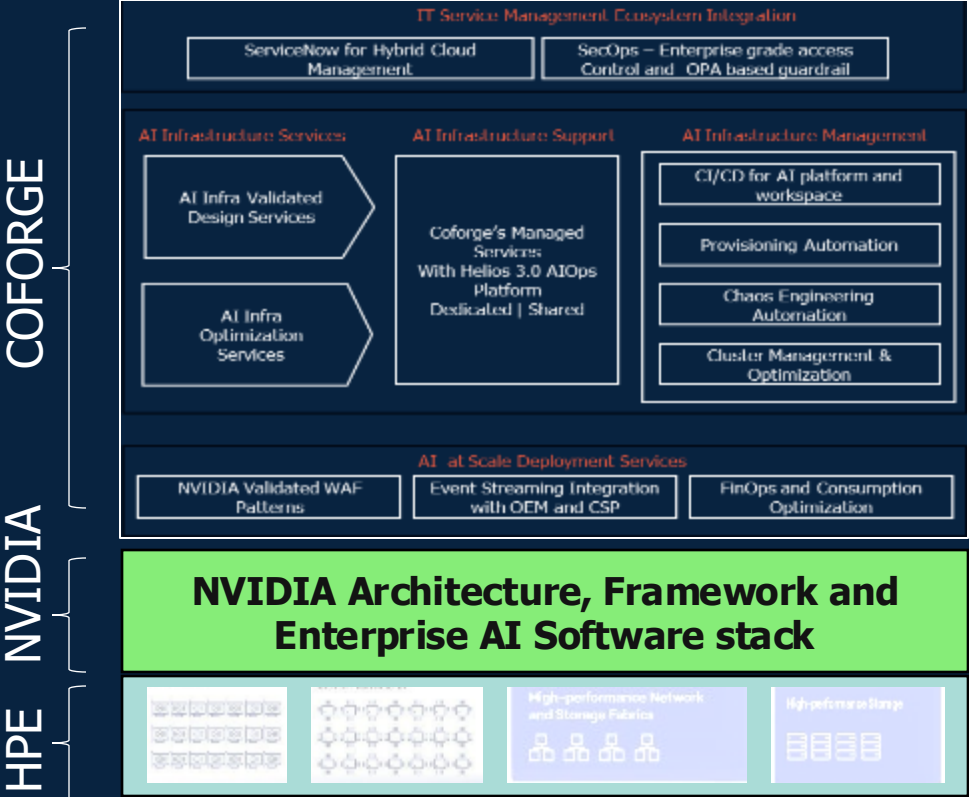 COFORGE
NVIDIA
HPE
IT Service Management Ecosystem Integration
ServiceNow for Hybrid Cloud
Management
SecOps – Enterprise grade access
Control and OPA based guardrail
AI Infrastructure Services
AI Infra Validated
Design Services
AI Infra
Optimization
Services
AI Infrastructure Support
Coforge's Managed
Services
With Helios 3.0 AIOps
Platform
Dedicated | Shared
AI Infrastructure Management
CI/CD for AI platform and
workspace
Provisioning Automation
Chaos Engineering
Automation
Cluster Management &
Optimization
AI at Scale Deployment Services
NVIDIA Validated WAF
Patterns
Event Streaming Integration
with OEM and CSP
FinOps and Consumption
Optimization
NVIDIA Architecture, Framework and
Enterprise AI Software stack
High-performance Network
and Storage Fabrics
High-performance Storage